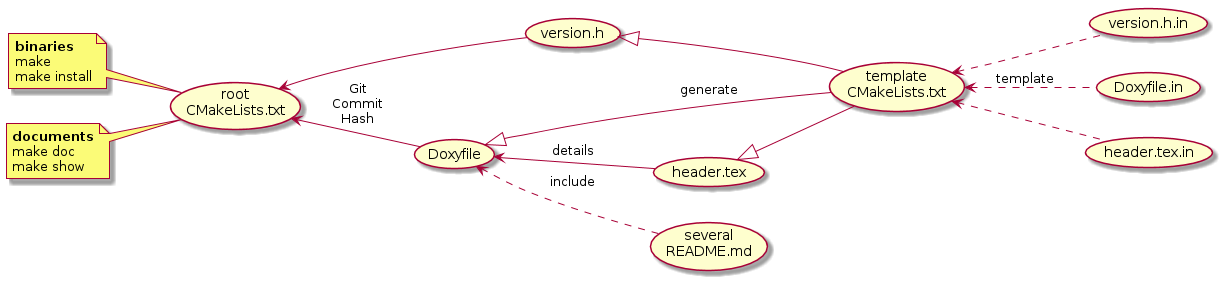 binaries
make
make install
documents
make doc
make show
root
CMakeLists.txt
Git
Commit
Hash
version.h
Doxyfile
generate
details
include
header.tex
several
README.md
template
CMakeLists.txt
template
version.h.in
Doxyfile.in
header.tex.in